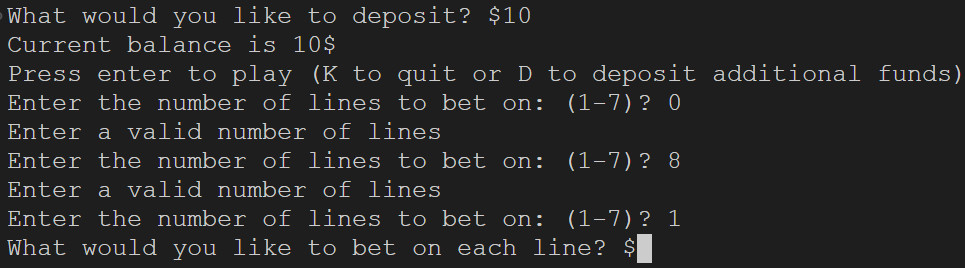 What would you like to deposit? $10
Current balance is 10$
Press enter to play (K to quit or D to deposit additional funds)
Enter the number of lines to bet on: (1-7)? 0
Enter a valid number of lines
Enter the number of lines to bet on: (1-7)? 8
Enter a valid number of lines
Enter the number of lines to bet on: (1-7)? 1
What would you like to bet on each line? $